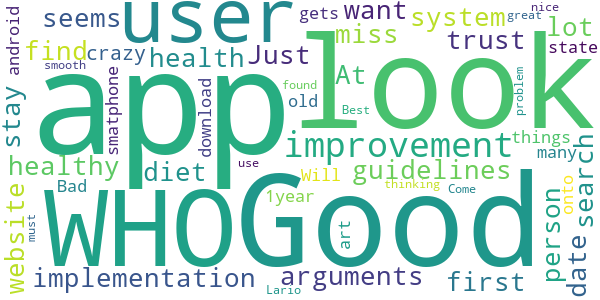 android seems user gets want system great nice
crazy miss lot
find health Just trust state
smooth app look
stay smatphone download At found old Best problem
improvement things many
healthy diet guidelines
Bad use 1year Will thinking Come onto person search
website must WHO Good art date
implementation arguments first
Lario